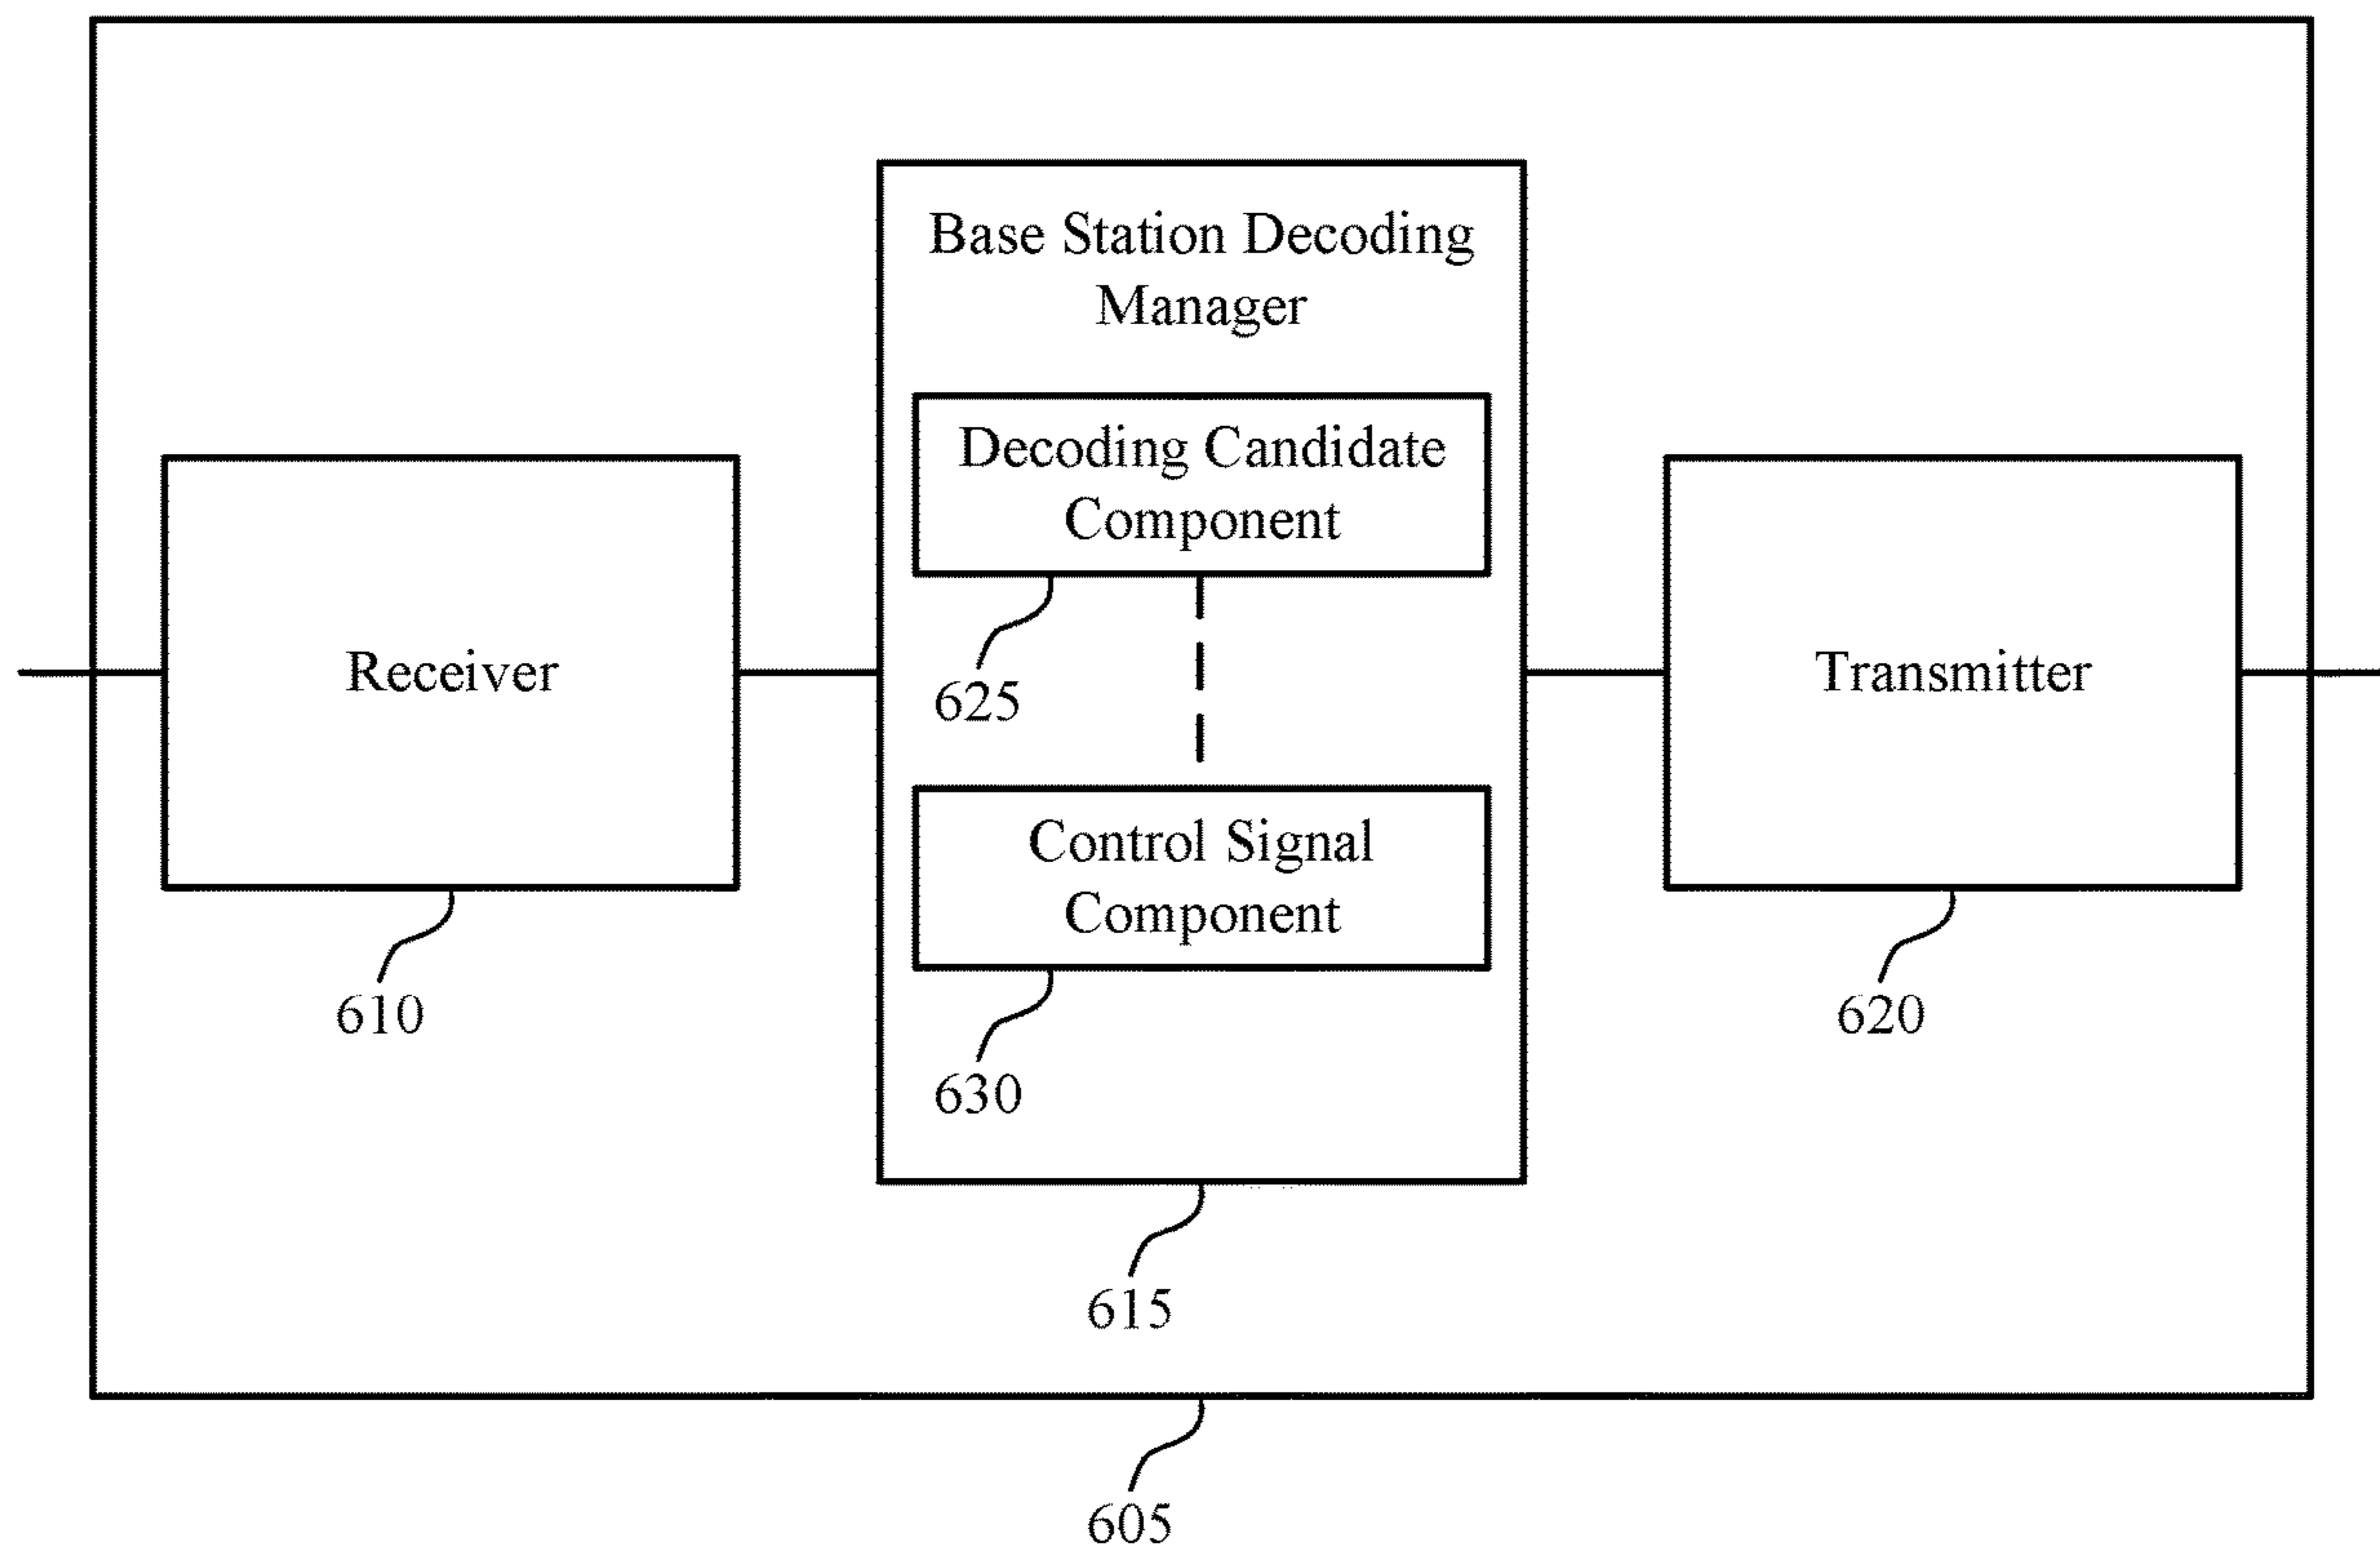 Base Station Decoding
Manager
Decoding Candidate
Component
625
Receiver
610
Control Signal
Component
630
Transmitter
620
615
605